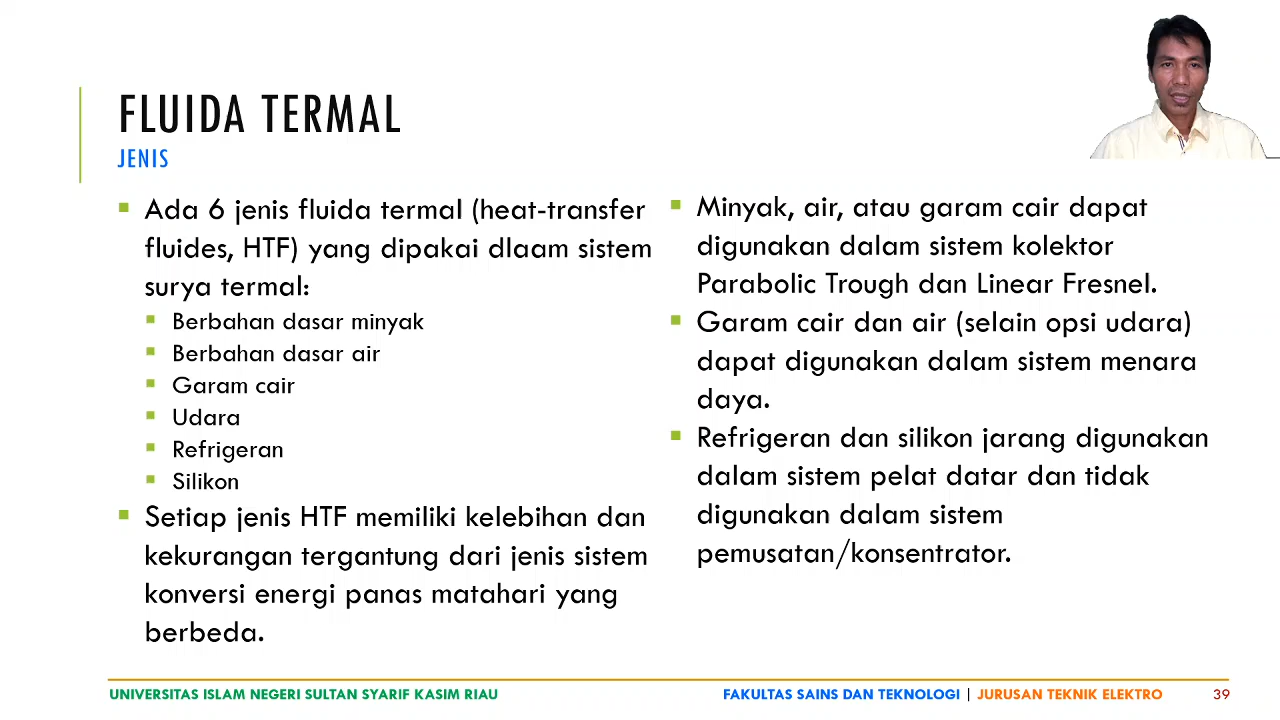 FLUIDA TERMAL
JENIS
Ada 6 jenis fluida termal (heat-transfer
fluides, HTF) yang dipakai dlaam sistem
surya termal:
Berbahan dasar minyak
Berbahan dasar air
Garam cair
Udara
Refrigeran
Silikon
Setiap jenis HTF memiliki kelebihan dan
kekurangan tergantung dari jenis sistem
konversi energi panas matahari yang
berbeda.
Minyak, air, atau garam cair dapat
digunakan dalam sistem kolektor
Parabolic Trough dan Linear Fresnel.
Garam cair dan air (selain opsi udara)
dapat digunakan dalam sistem menara
daya.
Refrigeran dan silikon jarang digunakan
dalam sistem pelat datar dan tidak
digunakan dalam sistem
pemusatan/konsentrator.
UNIVERSITAS ISLAM NEGERI SULTAN SYARIF KASIM RIAU
FAKULTAS SAINS DAN TEKNOLOGI | JURUSAN TEKNIK ELEKTRO
39